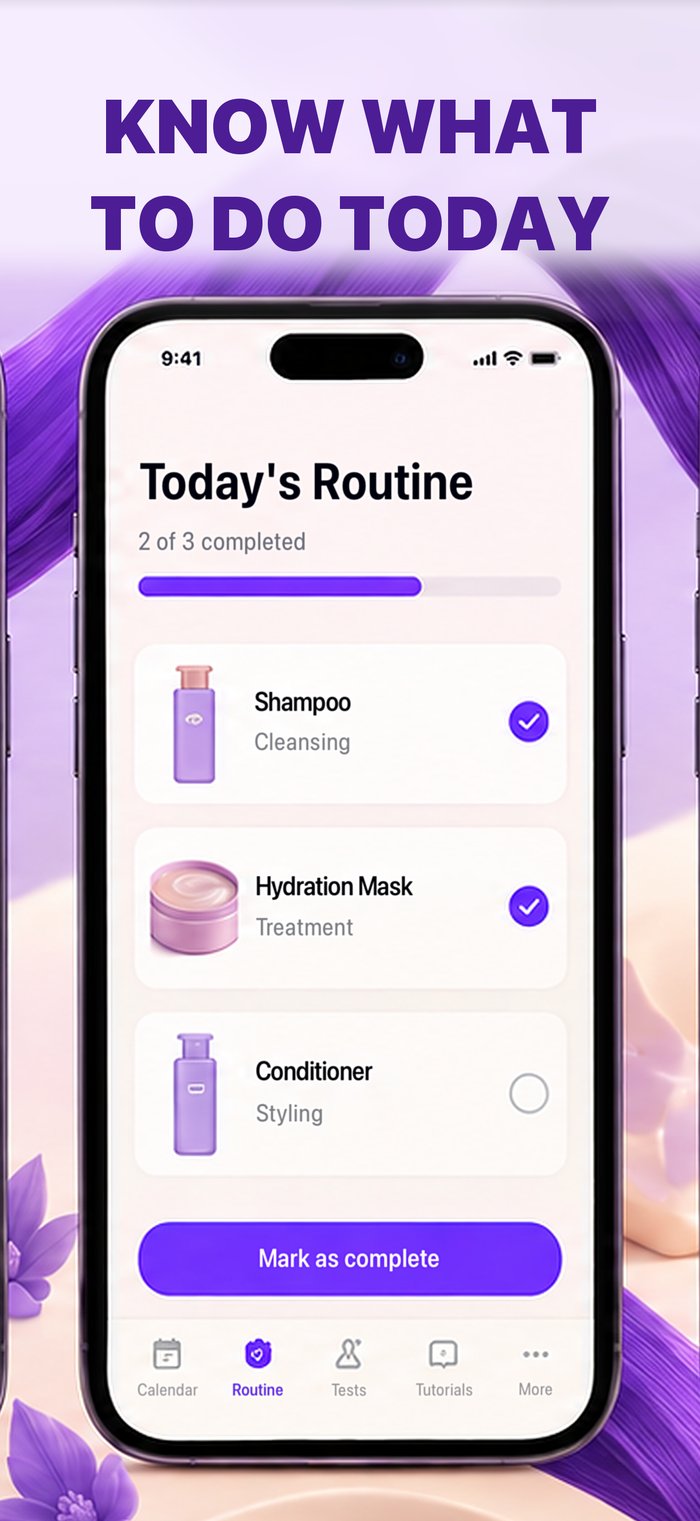 KNOW WHAT
TO DO TODAY
9:41
Today's Routine
2 of 3 completed
Shampoo
Cleansing
Hydration Mask
Treatment
Conditioner
Styling
Mark as complete
Calendar
Routine
Tests
Tutorials
More